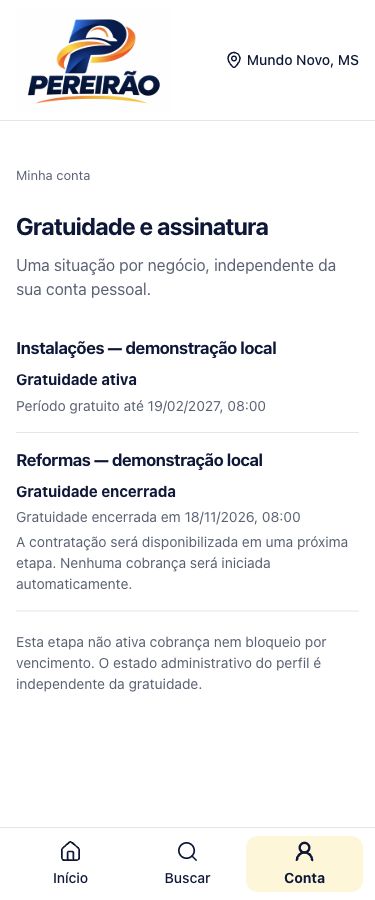 PEREIRÃO
Mundo Novo, MS
Minha conta
Gratuidade e assinatura
Uma situação por negócio, independente da
sua conta pessoal.
Instalações — demonstração local
Gratuidade ativa
Período gratuito até 19/02/2027, 08:00
Reformas — demonstração local
Gratuidade encerrada
Gratuidade encerrada em 18/11/2026, 08:00
A contratação será disponibilizada em uma próxima
etapa. Nenhuma cobrança será iniciada
automaticamente.
Esta etapa não ativa cobrança nem bloqueio por
vencimento. O estado administrativo do perfil é
independente da gratuidade.
Início
Buscar
Conta